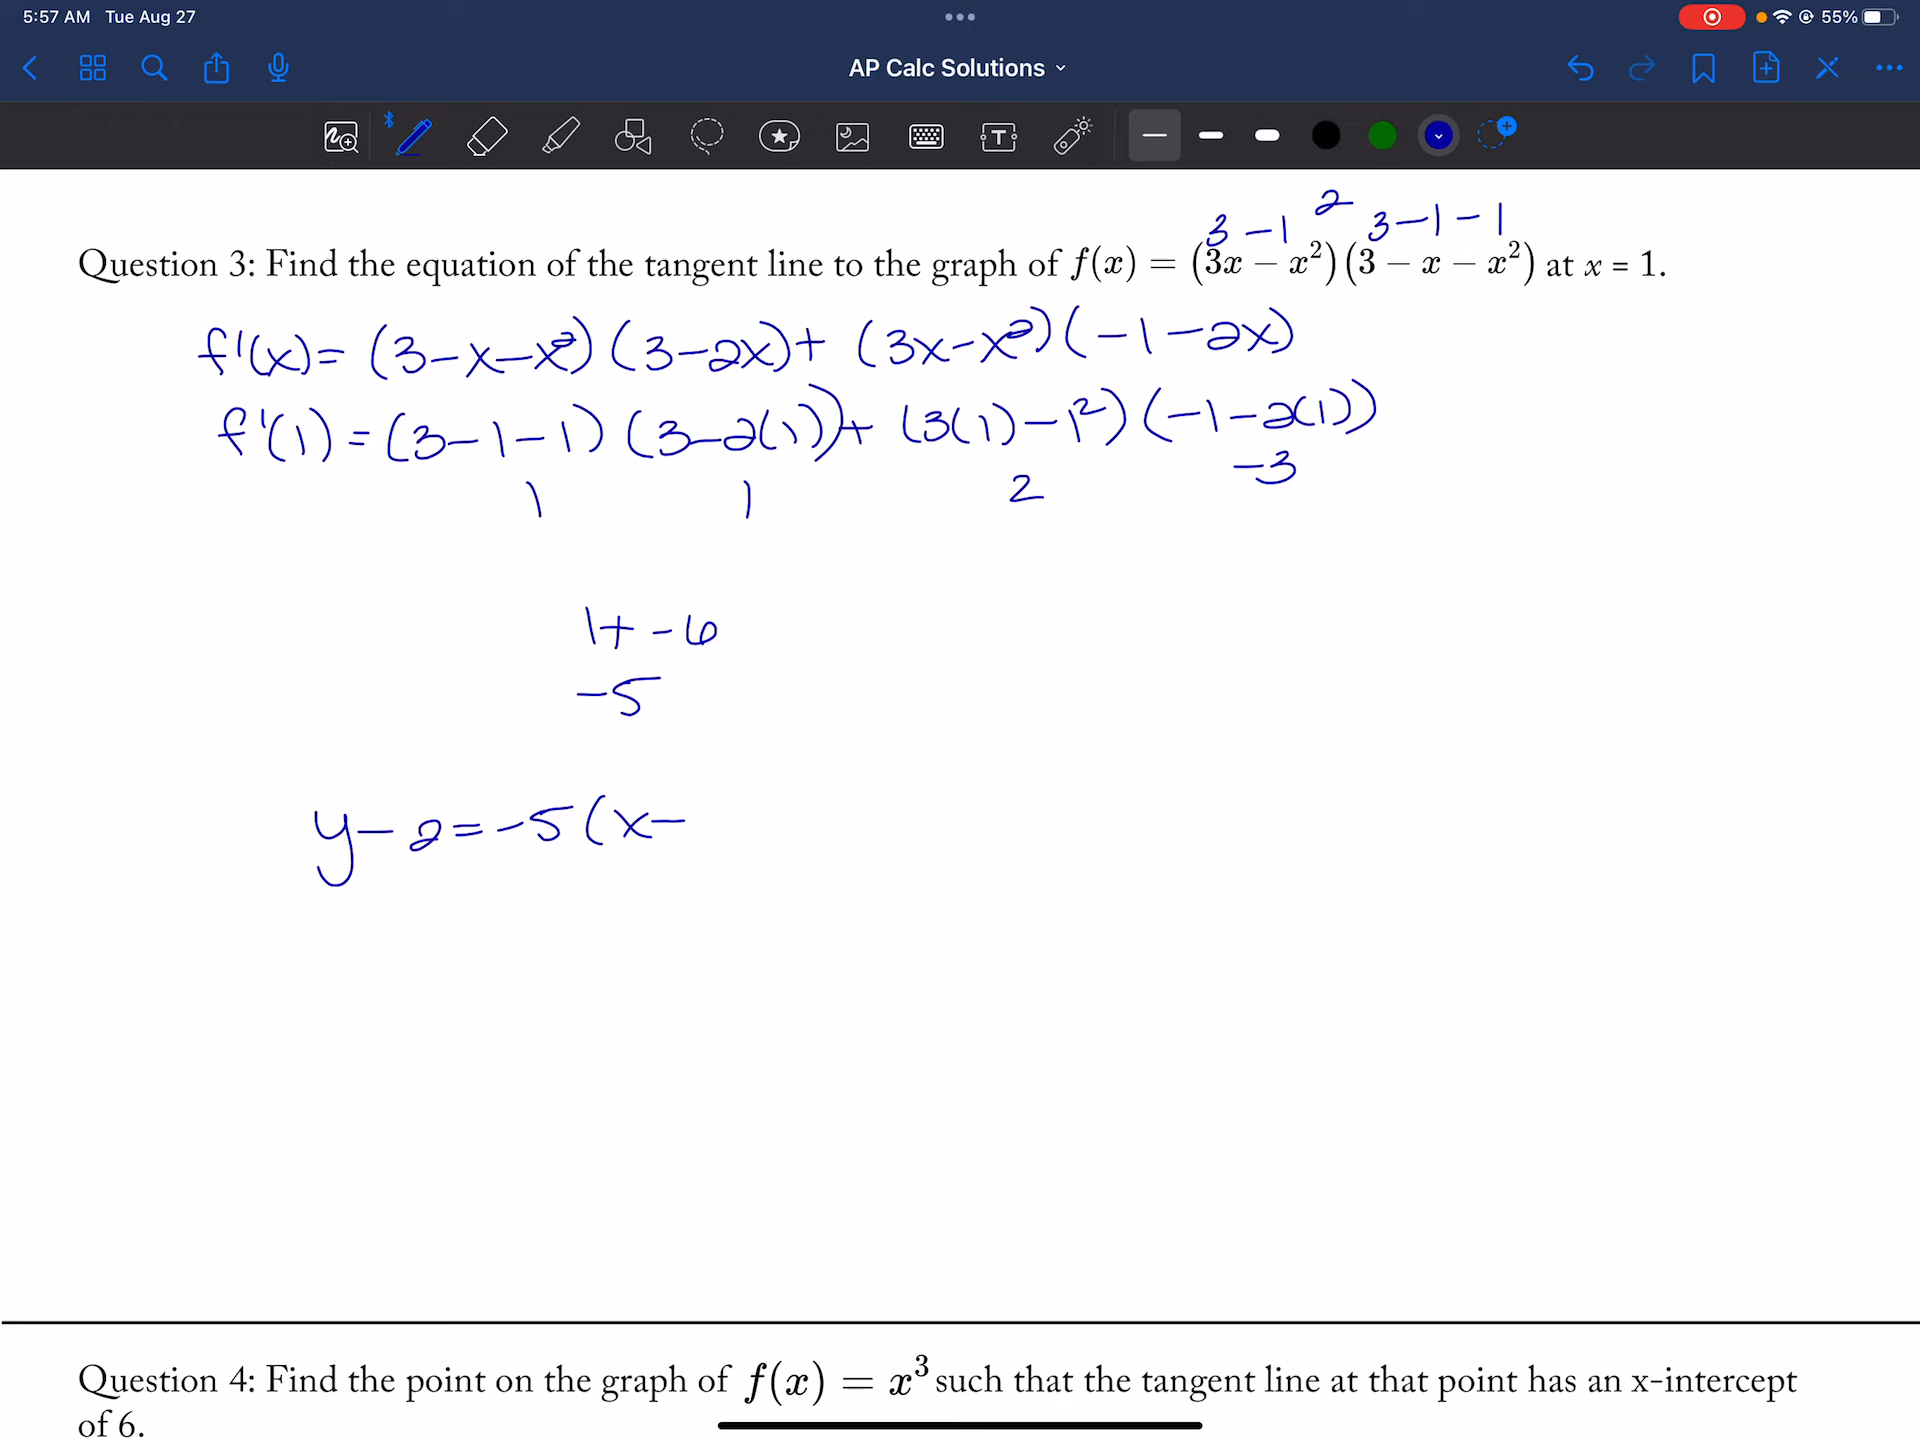 5:57 AM Tue Aug 27
55%
AP Calc Solutions
T
2
3 - 1 3 - 1 - 1
Question 3: Find the equation of the tangent line to the graph of f(x) = (3x − x²)(3 − x − x²) at x = 1.
f'(x) = (3 - x - x²)(3 - 2x) + (3x - x²)(-1 - 2x)
f'(1) = (3 - 1 - 1)(3 - 2(1)) + (3(1) - 1²)(-1 - 2(1))
1 1 2 -3
1 + -6
-5
y - 2 = -5(x -
Question 4: Find the point on the graph of f(x) = x³ such that the tangent line at that point has an x-intercept
of 6.